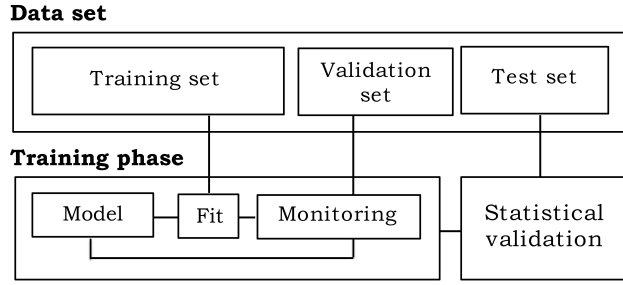 Data set
Training set
Validation
set
Test set
Training phase
Model
Fit
Monitoring
Statistical
validation